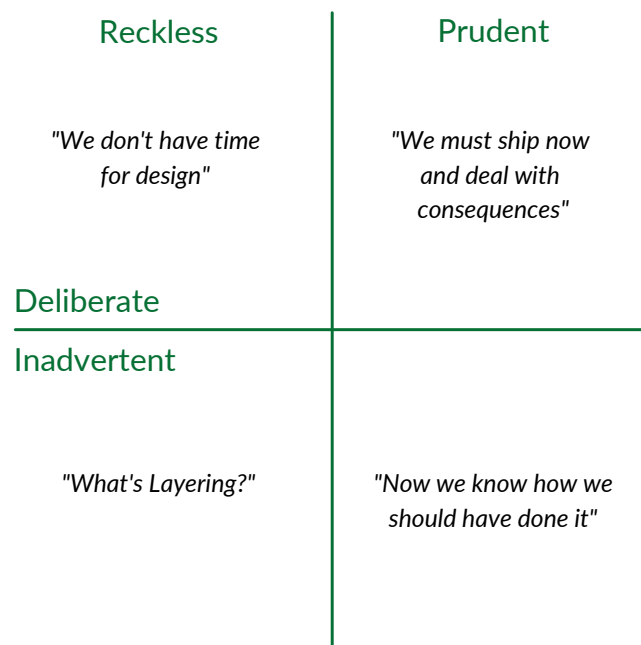 Reckless
Prudent
"We don't have time
for design"
"We must ship now
and deal with
consequences"
Deliberate
Inadvertent
"What's Layering?"
"Now we know how we
should have done it"